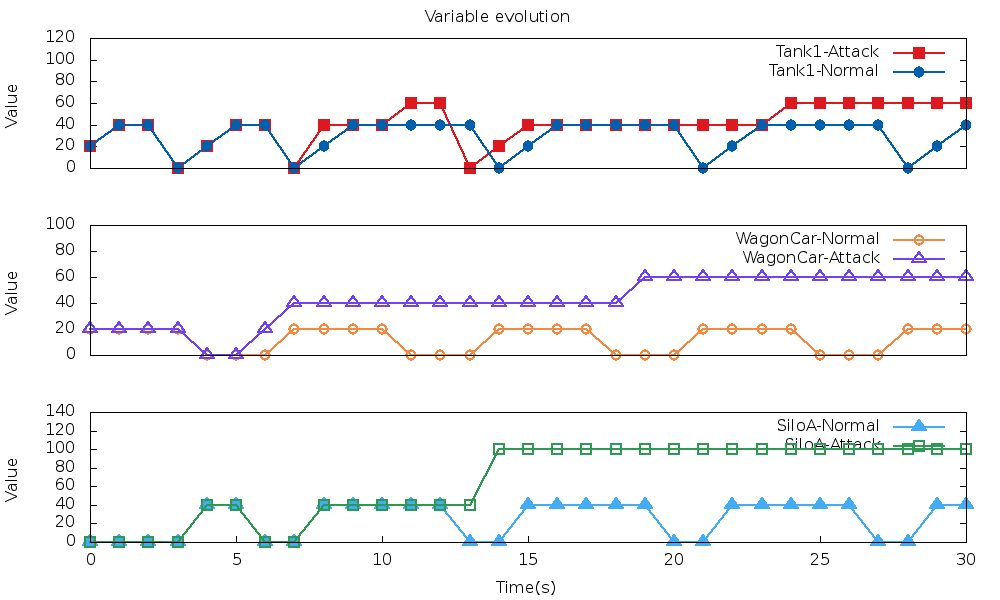 Variable evolution
120
100
80
60
40
20
0
Value
Tank1-Attack
Tank1-Normal
100
80
60
40
20
0
Value
WagonCar-Normal
WagonCar-Attack
140
120
100
80
60
40
20
0
Value
SiloA-Normal
SiloA-Attack
0 5 10 15 20 25 30
Time(s)